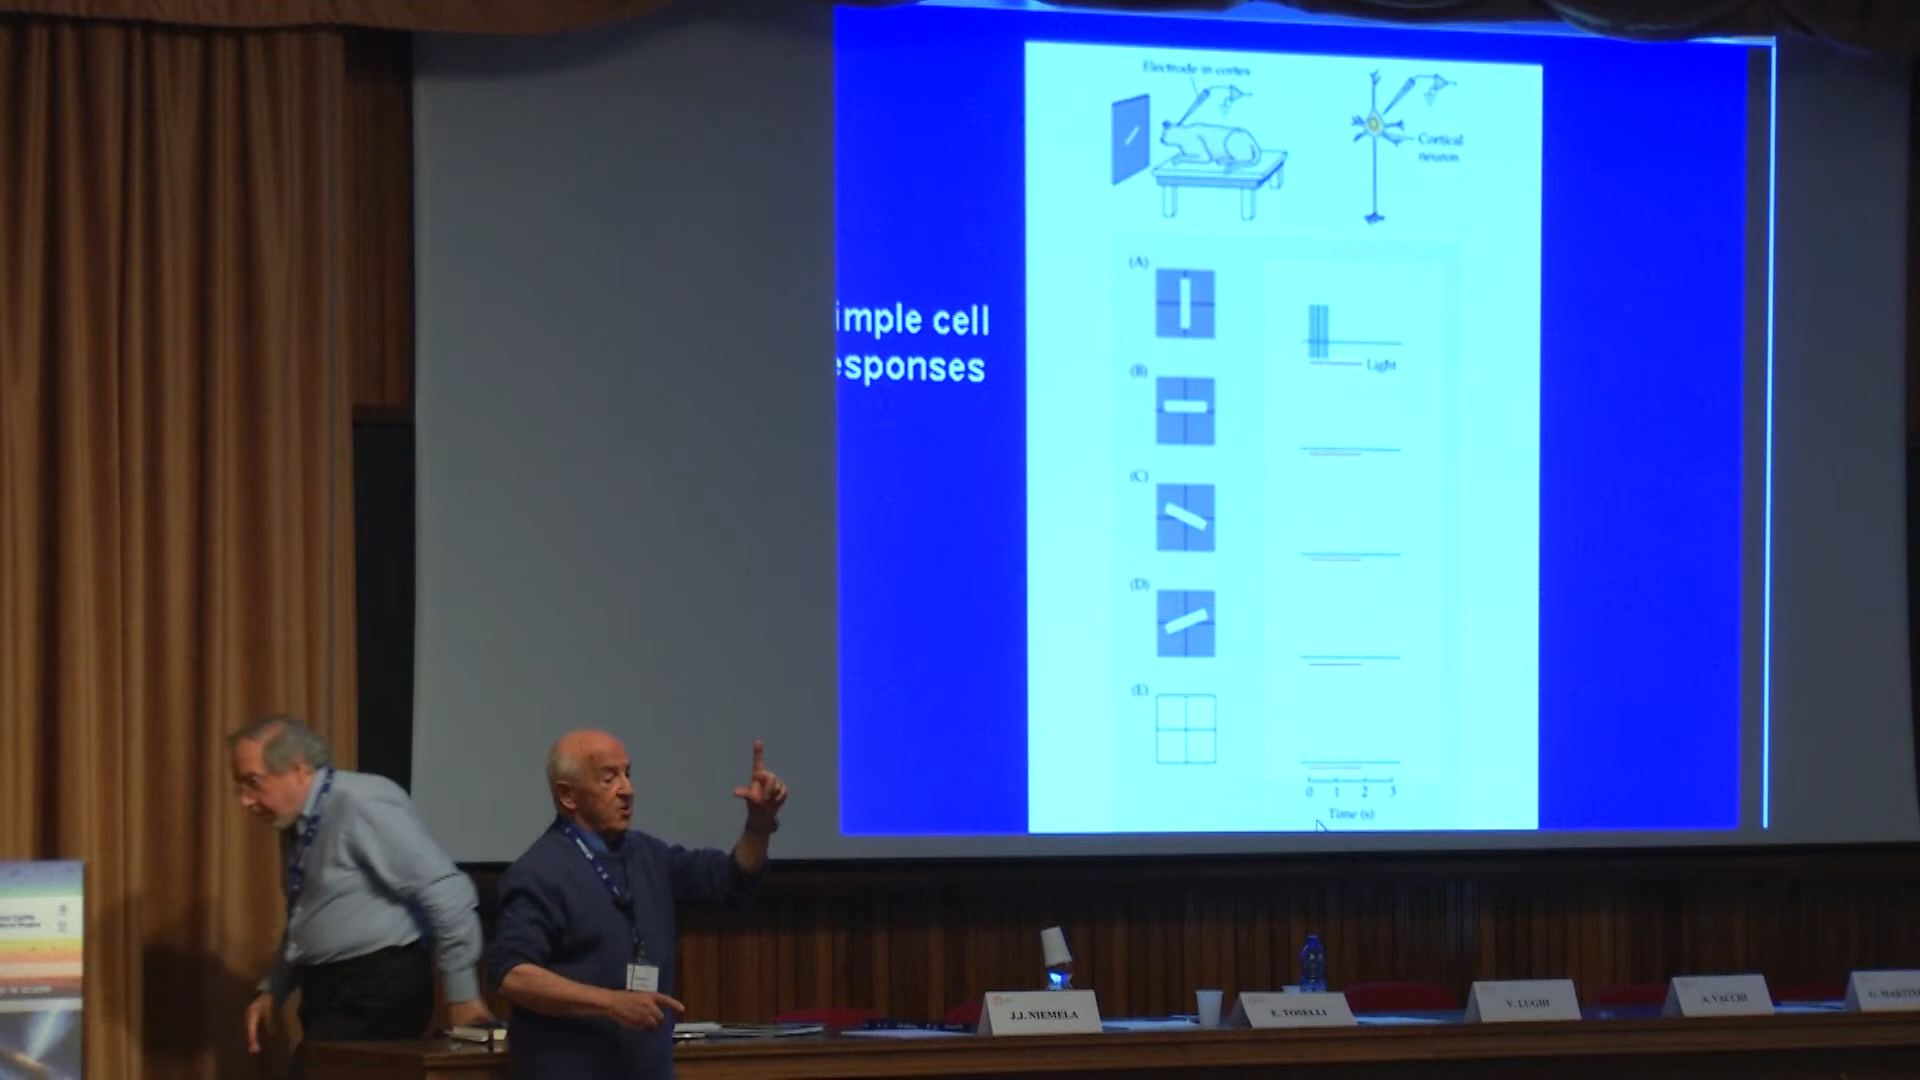 Electrode in cortex
Cortical
neuron
imple cell
esponses
(A)
Light
(B)
(C)
(D)
(E)
0 1 2 3
Time (s)
J.J. NIEMELA
E. TOSELLI
V. LUGHI
A. VACCHI
G. MARTIN